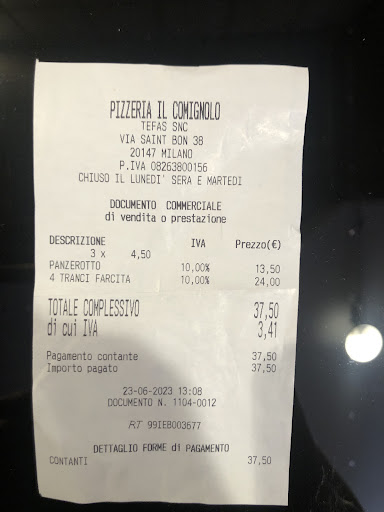 PIZZERIA IL COMIGNOLO
TEFAS SNC
VIA SAINT BON 38
20147 MILANO
P.IVA 08263800156
CHIUSO IL LUNEDI' SERA E MARTEDI
DOCUMENTO COMMERCIALE
di vendita o prestazione
DESCRIZIONE IVA Prezzo(€)
3 x 4,50
PANZEROTTO 10,00% 13,50
4 TRANCI FARCITA 10,00% 24,00
TOTALE COMPLESSIVO 37,50
di cui IVA 3,41
Pagamento contante 37,50
Importo pagato 37,50
23-06-2023 13:08
DOCUMENTO N. 1104-0012
RT 99IEB003677
DETTAGLIO FORME di PAGAMENTO
CONTANTI 37,50